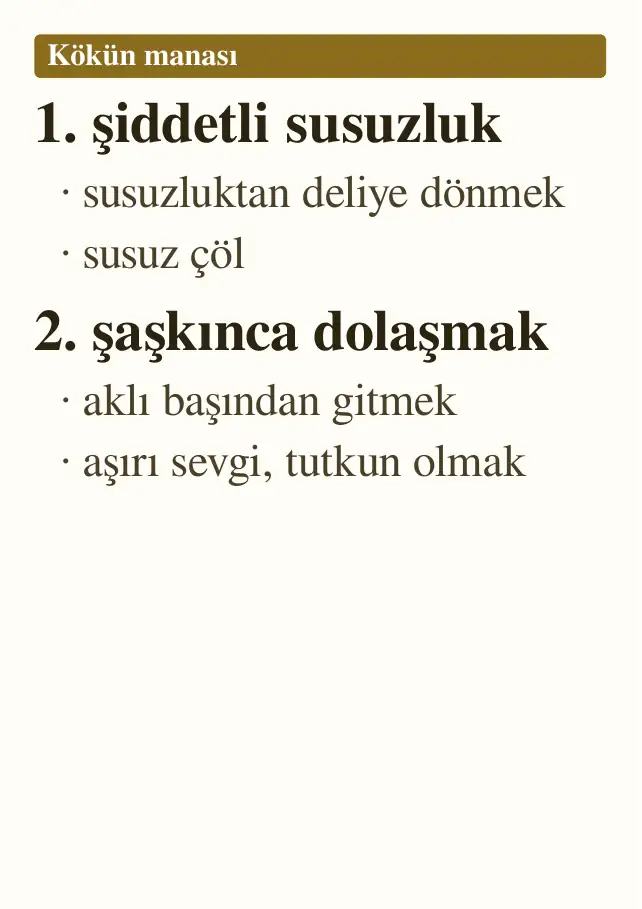 Kökün manası
1. şiddetli susuzluk
· susuzluktan deliye dönmek
· susuz çöl
2. şaşkınca dolaşmak
· aklı başından gitmek
· aşırı sevgi, tutkun olmak